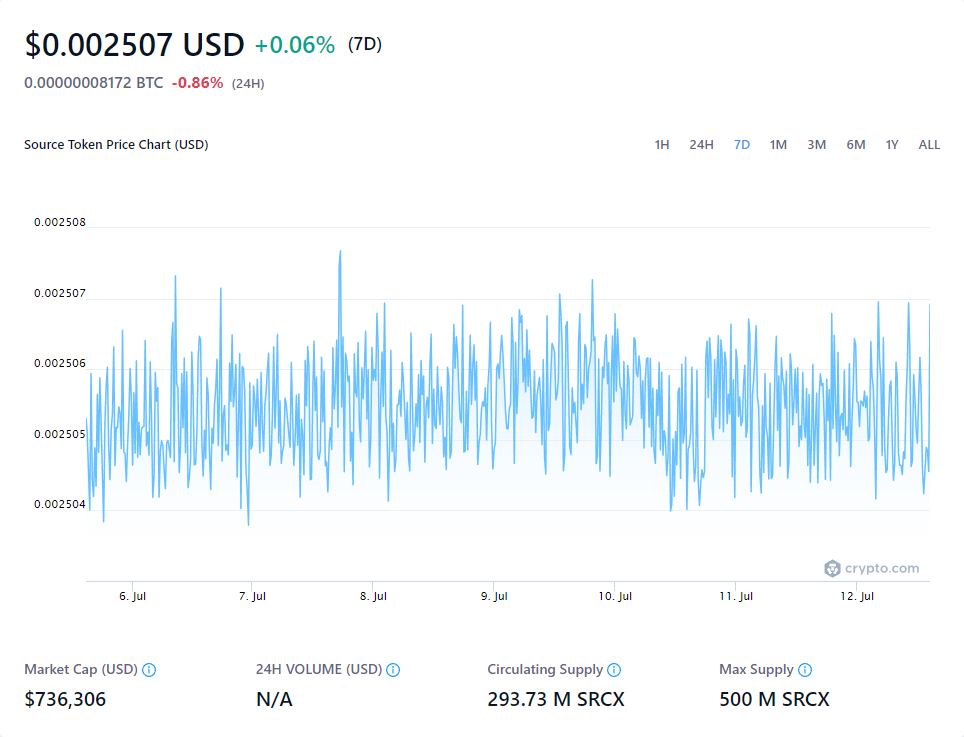 $0.002507 USD +0.06% (7D)
0.00000008172 BTC -0.86% (24H)
Source Token Price Chart (USD) 1H 24H 7D 1M 3M 6M 1Y ALL
0.002508
0.002507
0.002506
0.002505
0.002504
crypto.com
6. Jul 7. Jul 8. Jul 9. Jul 10. Jul 11. Jul 12. Jul
Market Cap (USD) 24H VOLUME (USD) Circulating Supply Max Supply
$736,306 N/A 293.73 M SRCX 500 M SRCX